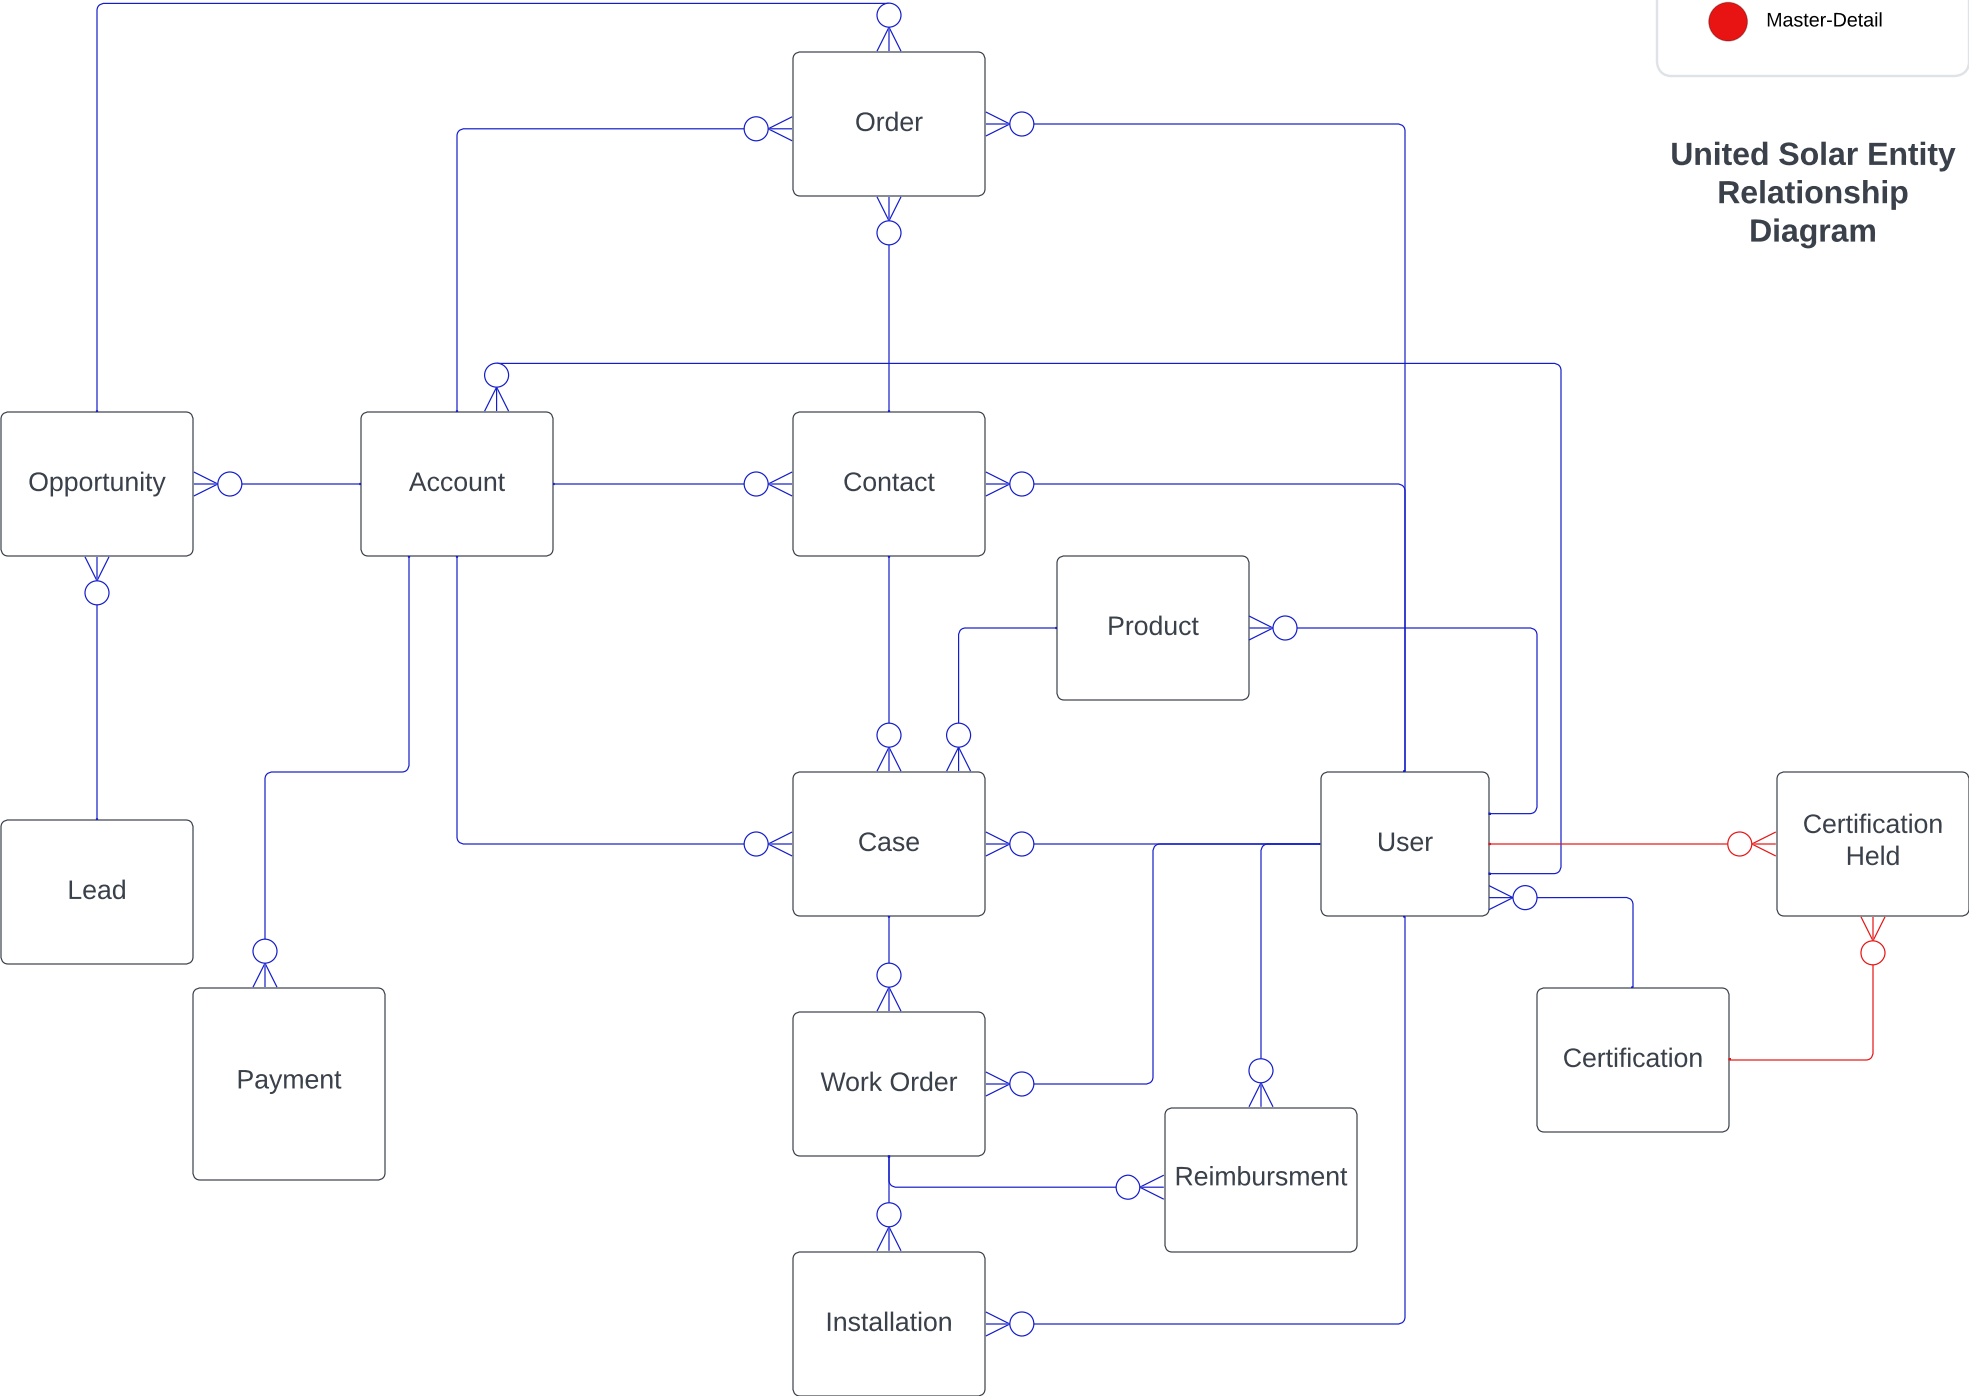 Master-Detail
Order
United Solar Entity
Relationship
Diagram
Opportunity
Account
Contact
Product
Case
User
Certification
Held
Lead
Payment
Work Order
Certification
Reimbursment
Installation